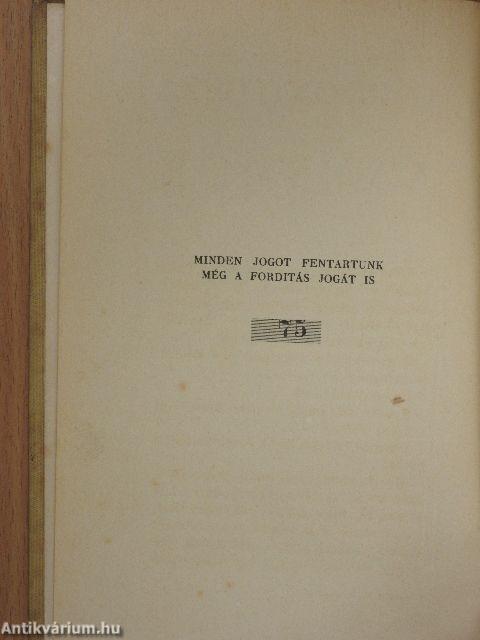 MINDEN JOGOT FENTARTUNK
MÉG A FORDITÁS JOGÁT IS
75
Antikvárium.hu